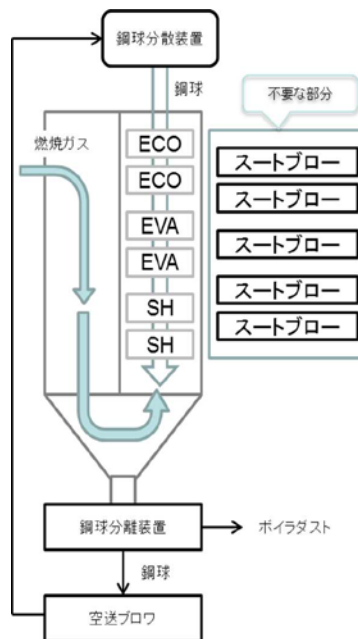 鋼球分散装置
鋼球
不要な部分
燃焼ガス
ECO
ECO
EVA
EVA
SH
SH
スートブロー
スートブロー
スートブロー
スートブロー
スートブロー
鋼球分離装置
ボイラダスト
鋼球
空送ブロワ